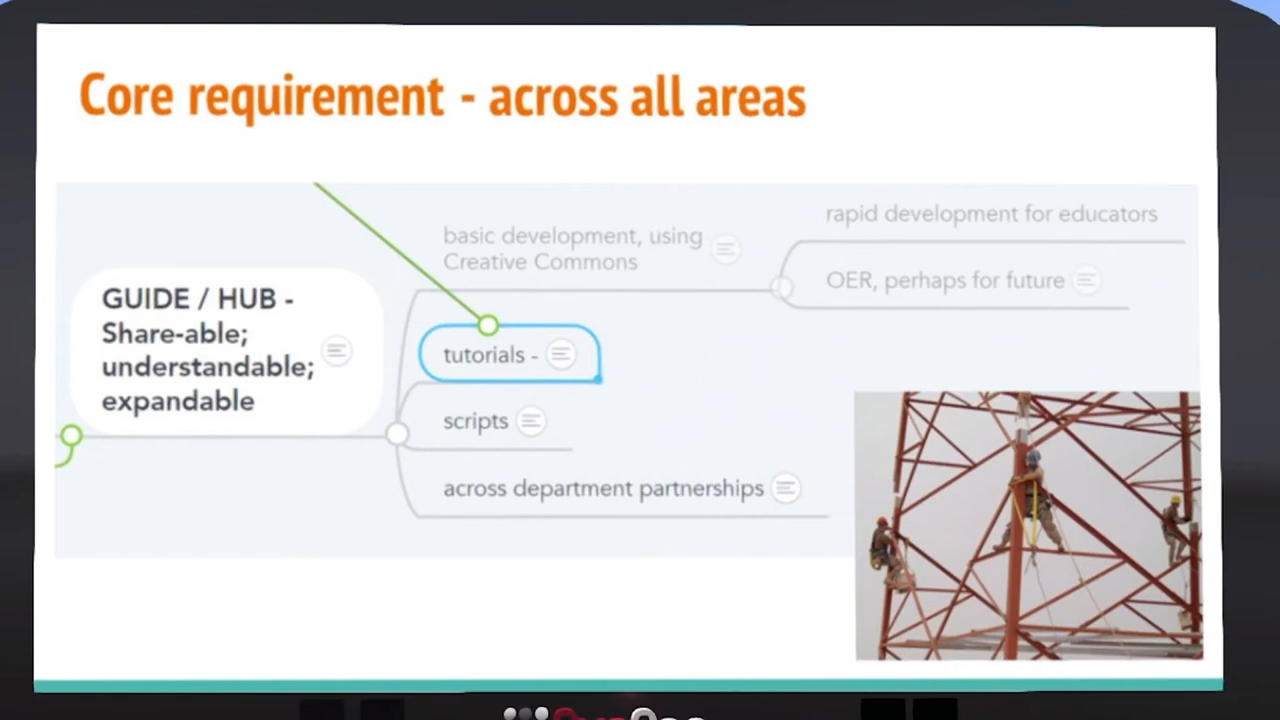 Core requirement - across all areas
rapid development for educators
basic development, using
Creative Commons
OER, perhaps for future
GUIDE / HUB -
Share-able;
understandable;
expandable
tutorials -
scripts
across department partnerships